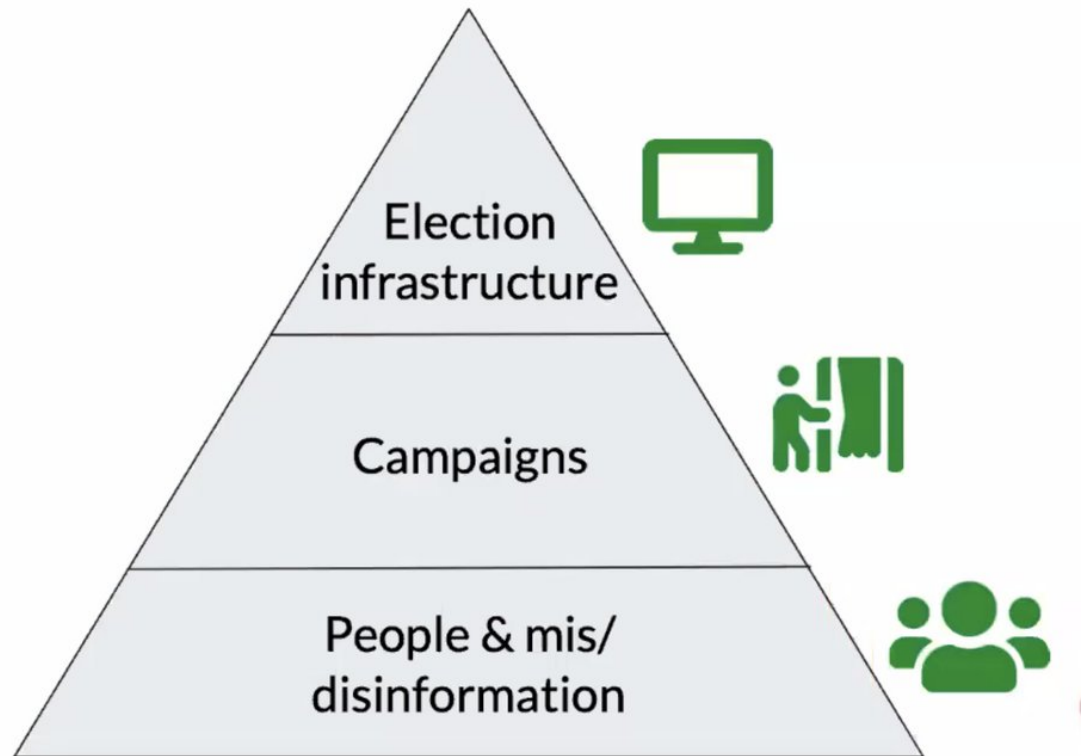 Election
infrastructure
Campaigns
People & mis/
disinformation